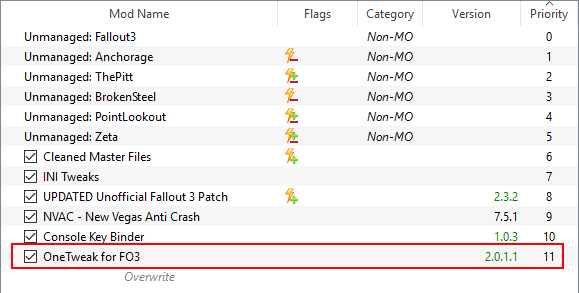 Mod Name Flags Category Version Priority
Unmanaged: Fallout3 Non-MO 0
Unmanaged: Anchorage Non-MO 1
Unmanaged: ThePitt Non-MO 2
Unmanaged: BrokenSteel Non-MO 3
Unmanaged: PointLookout Non-MO 4
Unmanaged: Zeta Non-MO 5
Cleaned Master Files 6
INI Tweaks 7
UPDATED Unofficial Fallout 3 Patch 2.3.2 8
NVAC - New Vegas Anti Crash 7.5.1 9
Console Key Binder 1.0.3 10
OneTweak for FO3 2.0.1.1 11
Overwrite